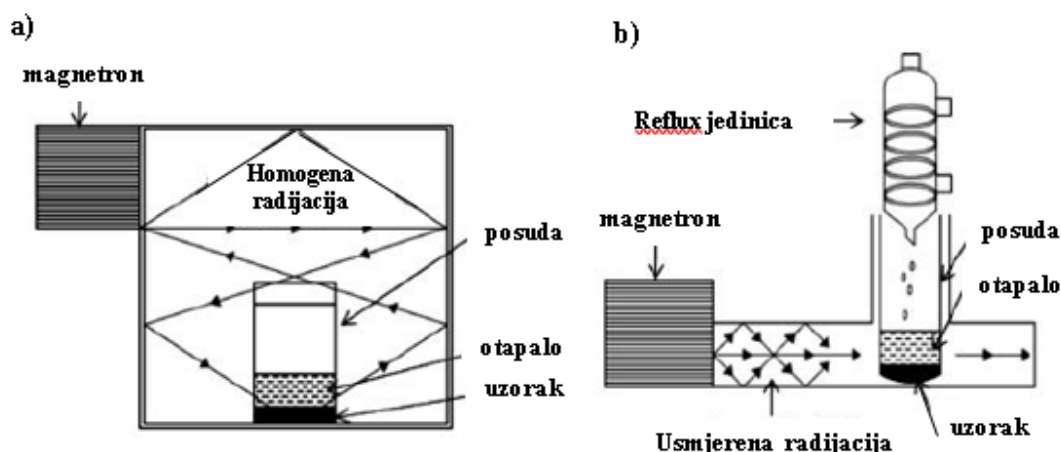 a)
magnetron
Homogena
radijacija
posuda
otapalo
uzorak
b)
Reflux jedinica
magnetron
posuda
otapalo
uzorak
Usmjerena radijacija